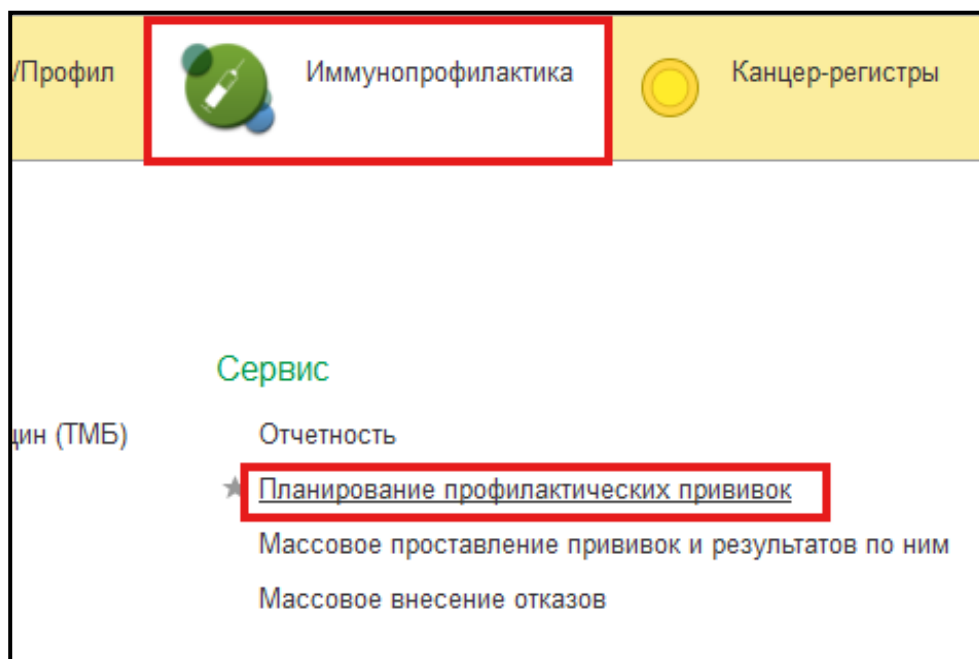 /Профил Иммунопрофилактика Канцер-регистры
Сервис
цин (ТМБ) Отчетность
Планирование профилактических прививок
Массовое проставление прививок и результатов по ним
Массовое внесение отказов